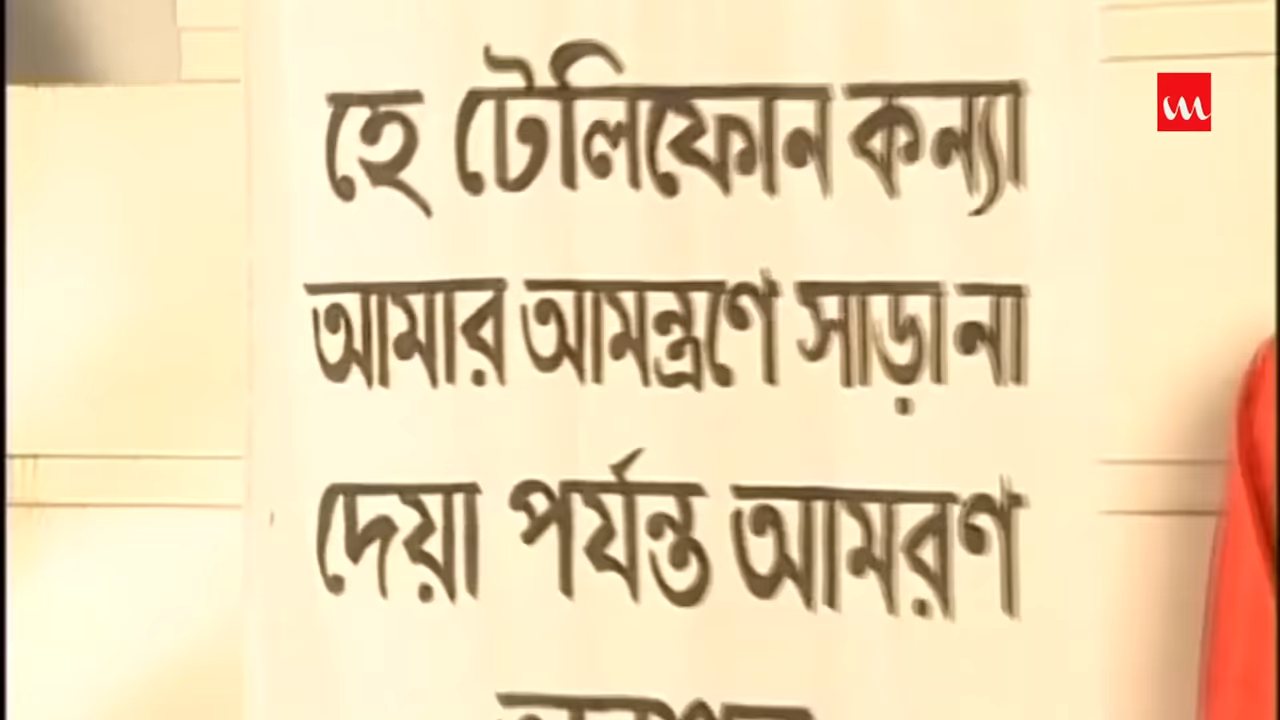 হে টেলিফোন কন্যা
আমার আমন্ত্রণে সাড়া না
দেয়া পর্যন্ত আমরণ